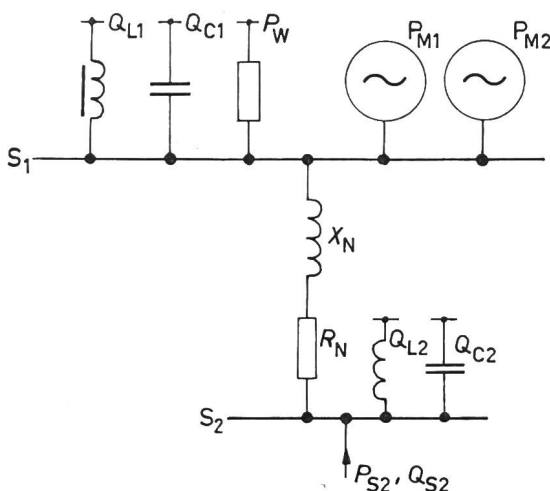 Q_L1
Q_C1
P_W
P_M1
P_M2
S_1
X_N
R_N
Q_L2
Q_C2
S_2
P_S2, Q_S2